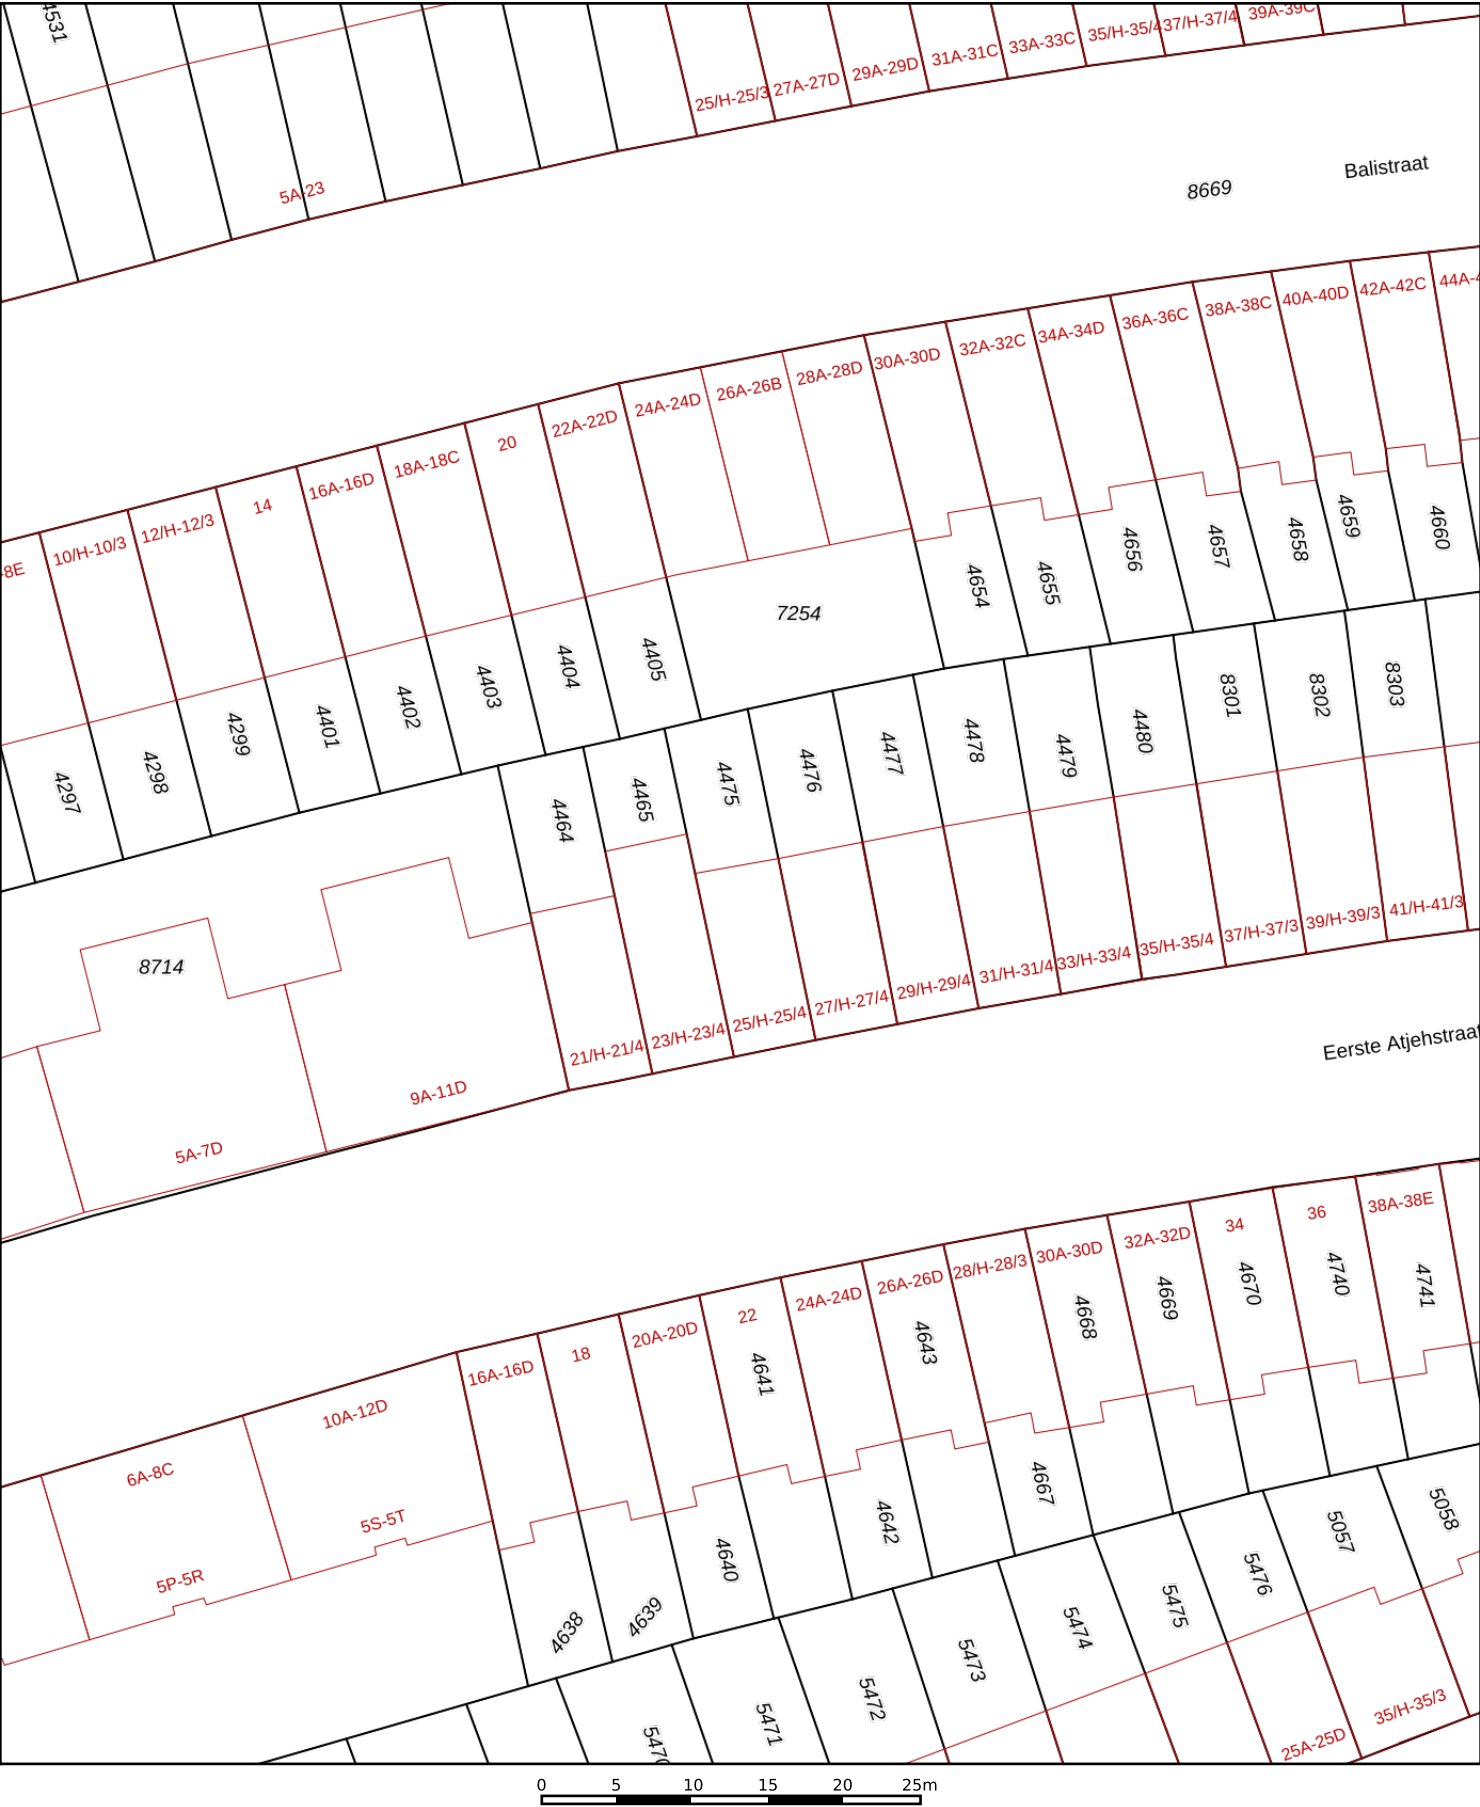 4531
25/H-25/3
27A-27D
29A-29D
31A-31C
33A-33C
35/H-35/4
37/H-37/4
39A-39C
5A-23
8669
Balistraat
-8E
10/H-10/3
12/H-12/3
14
16A-16D
18A-18C
20
22A-22D
24A-24D
26A-26B
28A-28D
30A-30D
32A-32C
34A-34D
36A-36C
38A-38C
40A-40D
42A-42C
44A-4
4297
4298
4299
4401
4402
4403
4404
4405
7254
4654
4655
4656
4657
4658
4659
4660
4464
4465
4475
4476
4477
4478
4479
4480
8301
8302
8303
8714
5A-7D
9A-11D
21/H-21/4
23/H-23/4
25/H-25/4
27/H-27/4
29/H-29/4
31/H-31/4
33/H-33/4
35/H-35/4
37/H-37/3
39/H-39/3
41/H-41/3
Eerste Atjehstraat
6A-8C
10A-12D
16A-16D
18
20A-20D
22
24A-24D
26A-26D
28/H-28/3
30A-30D
32A-32D
34
36
38A-38E
4641
4643
4668
4669
4670
4740
4741
5P-5R
5S-5T
4638
4639
4640
4642
4667
5470
5471
5472
5473
5474
5475
5476
5057
5058
25A-25D
35/H-35/3
0 5 10 15 20 25m